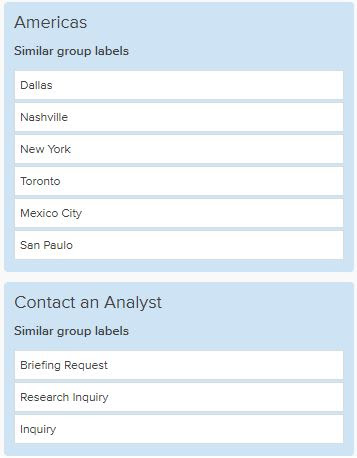 Americas
Similar group labels
Dallas
Nashville
New York
Toronto
Mexico City
San Paulo
Contact an Analyst
Similar group labels
Briefing Request
Research Inquiry
Inquiry